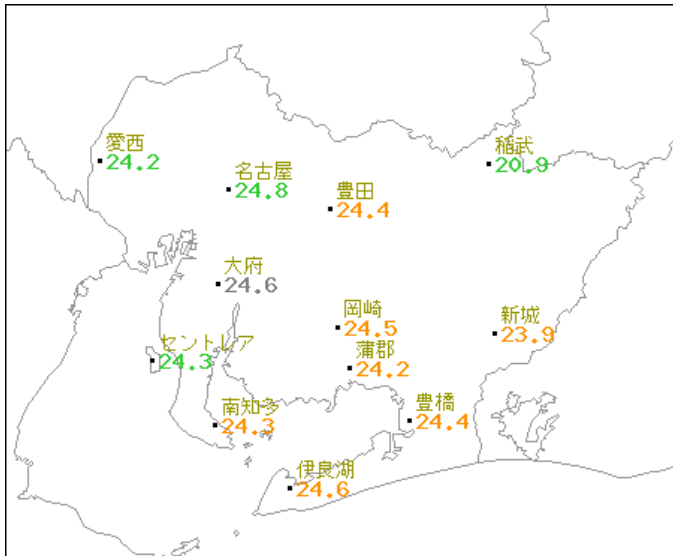 愛西
24.2
稲武
20.9
名古屋
24.8
豊田
24.4
大府
24.6
岡崎
24.5
新城
23.9
セントレア
24.3
蒲郡
24.2
南知多
24.3
豊橋
24.4
伊良湖
24.6